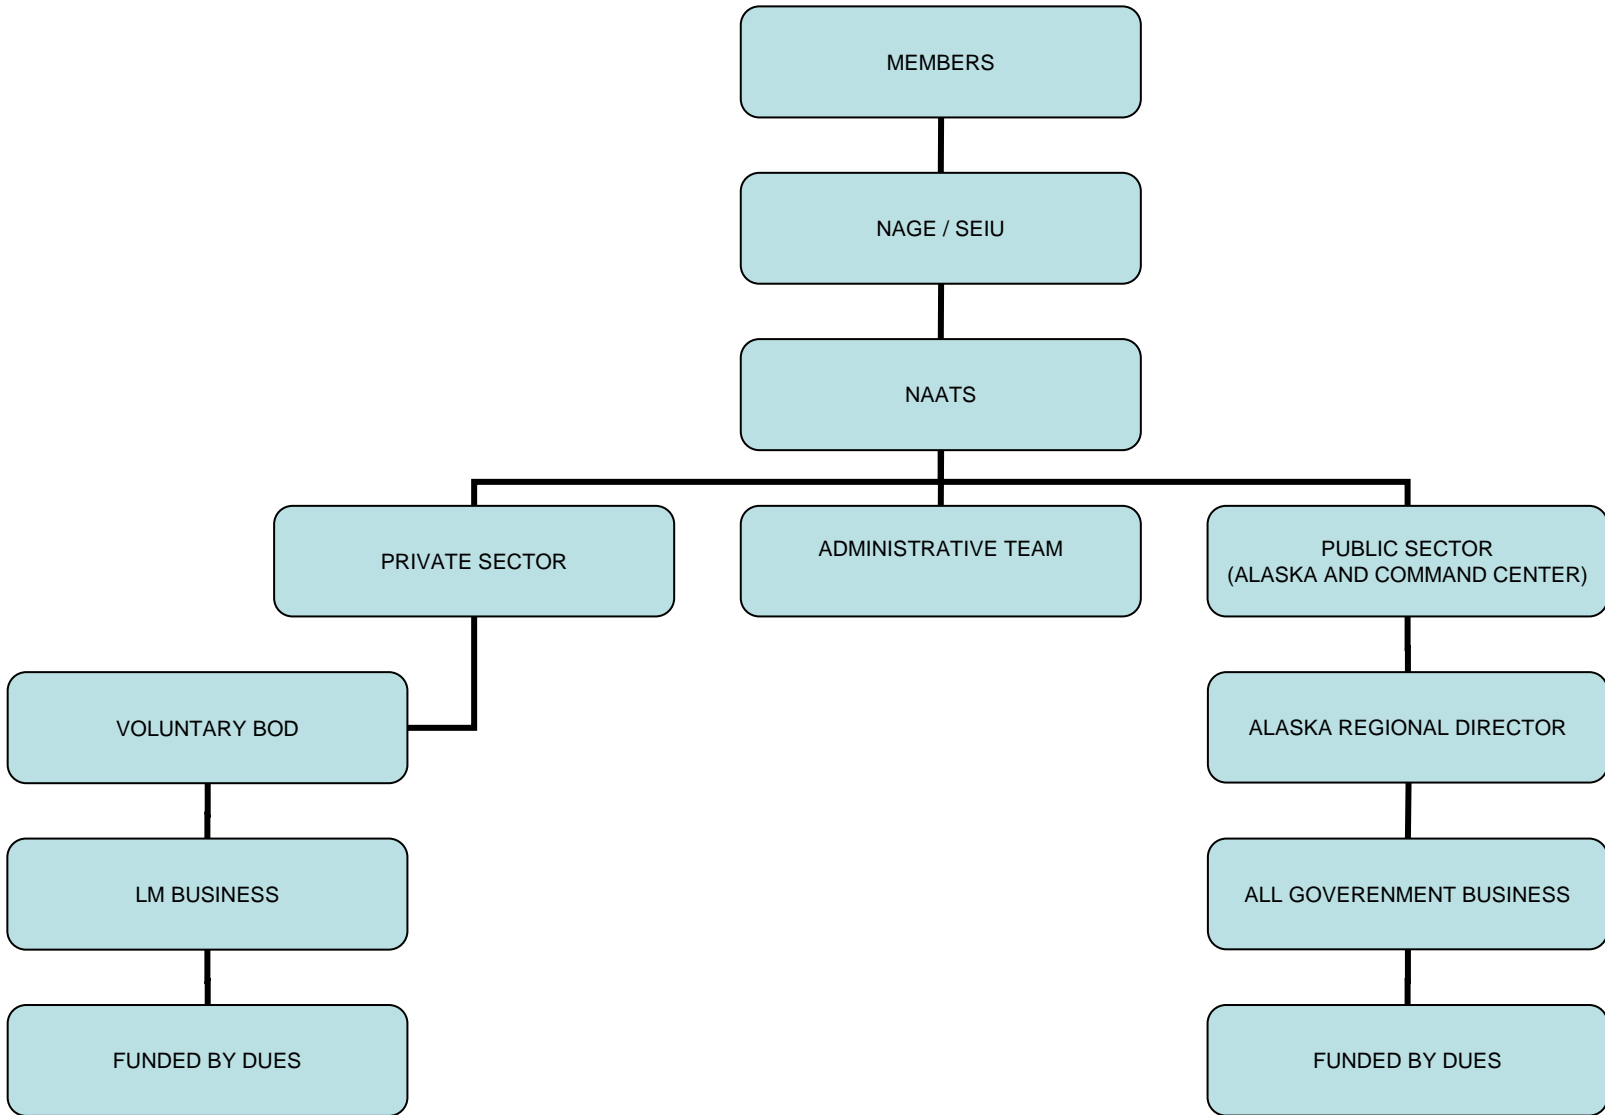 MEMBERS
NAGE / SEIU
NAATS
PRIVATE SECTOR
ADMINISTRATIVE TEAM
PUBLIC SECTOR
(ALASKA AND COMMAND CENTER)
VOLUNTARY BOD
ALASKA REGIONAL DIRECTOR
LM BUSINESS
ALL GOVERENMENT BUSINESS
FUNDED BY DUES
FUNDED BY DUES